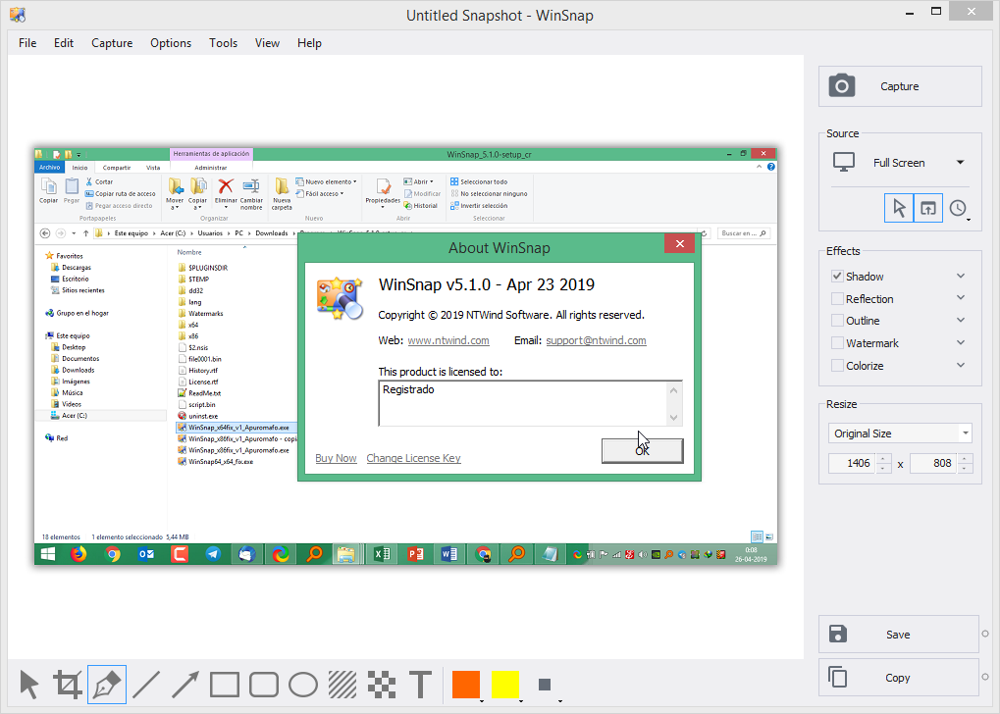 Untitled Snapshot - WinSnap
File Edit Capture Options Tools View Help
Capture
Source
Full Screen
Effects
Shadow
Reflection
Outline
Watermark
Colorize
Resize
Original Size
1406 x 808
Save
Copy
Herramientas de aplicación
WinSnap_5.1.0-setup_cr
Archivo Inicio Compartir Vista Administrar
Copiar
Pegar
Cortar
Copiar ruta de acceso
Pegar acceso directo
Portapapeles
Mover a
Copiar a
Eliminar
Cambiar nombre
Organizar
Nueva carpeta
Nuevo elemento
Fácil acceso
Nuevo
Propiedades
Abrir
Modificar
Historial
Abrir
Seleccionar todo
No seleccionar ninguno
Invertir selección
Seleccionar
Este equipo Acer (C:) Usuarios PC Downloads
Buscar en ...
Favoritos
Descargas
Escritorio
Sitios recientes
Grupo en el hogar
Este equipo
Desktop
Documentos
Downloads
Imágenes
Música
Vídeos
Acer (C:)
Red
Nombre
$PLUGINSDIR
$TEMP
dd32
lang
Watermarks
x64
x86
$2.nsis
file0001.bin
History.rtf
License.rtf
ReadMe.txt
script.bin
uninst.exe
WinSnap_x64fix_v1_Apuromafo.exe
WinSnap_x86fix_v1_Apuromafo - copi
WinSnap_x86fix_v1_Apuromafo.exe
WinSnap64_x64_fix.exe
18 elementos 1 elemento seleccionado 5,44 MB
About WinSnap
WinSnap v5.1.0 - Apr 23 2019
Copyright © 2019 NTWind Software. All rights reserved.
Web: www.ntwind.com Email: support@ntwind.com
This product is licensed to:
Registrado
Buy Now Change License Key
OK
0:08
26-04-2019